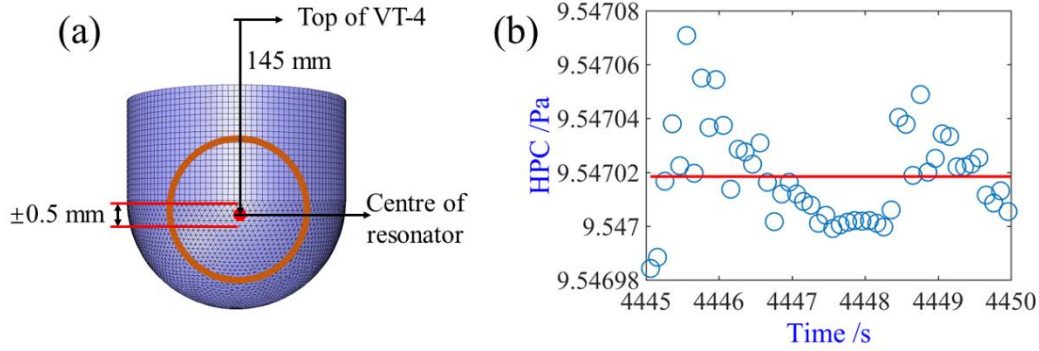 (a)
Top of VT-4
145 mm
±0.5 mm
Centre of
resonator
(b)
HPC /Pa
9.54708
9.54706
9.54704
9.54702
9.547
9.54698
4445
4446
4447
4448
4449
4450
Time /s